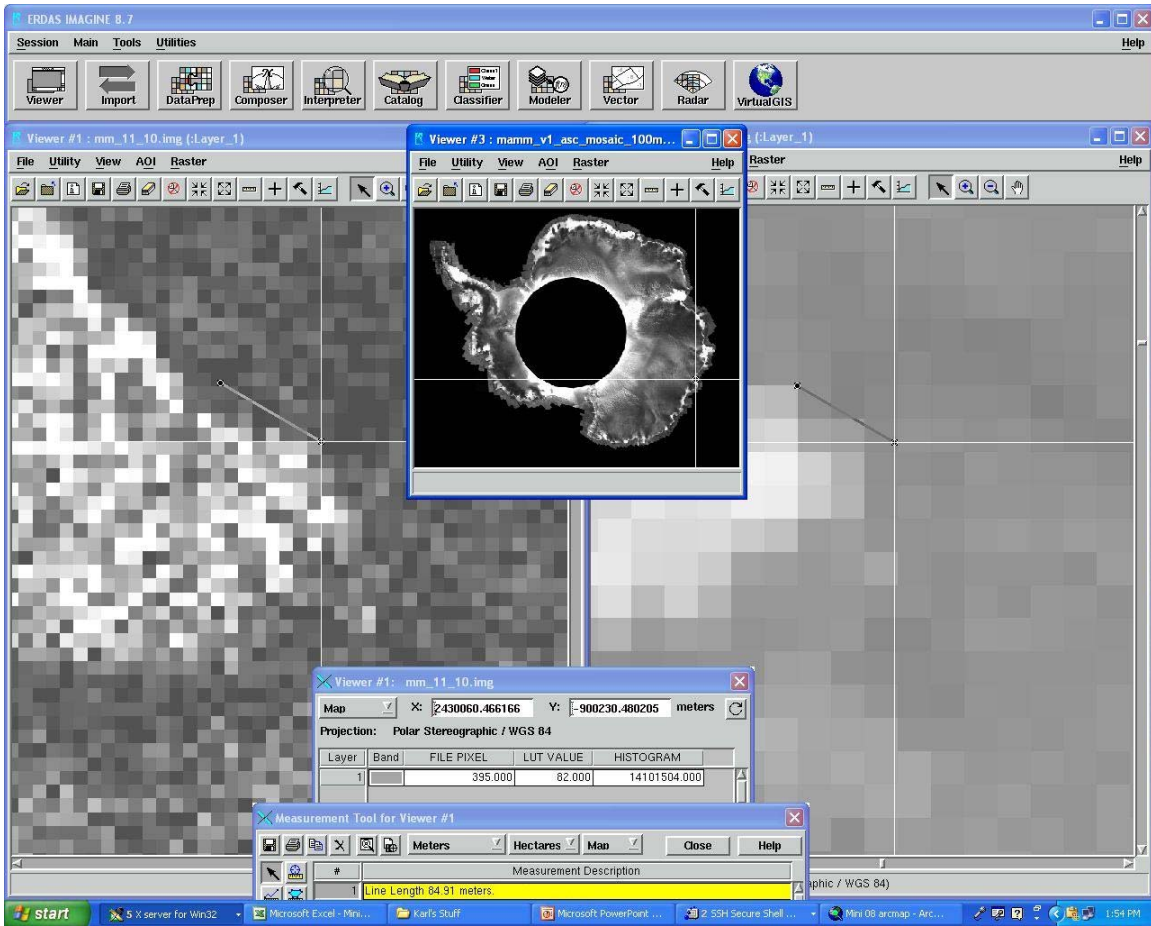 ERDAS IMAGINE 8.7
Session Main Tools Utilities Help
Viewer Import DataPrep Composer Interpreter Catalog Classifier Modeler Vector Radar VirtualGIS
Viewer #1 : mm_11_10.img (:Layer_1)
File Utility View AOI Raster
Viewer #3 : mamm_v1_asc_mosaic_100m...
File Utility View AOI Raster Help
(:Layer_1)
Raster Help
Viewer #1: mm_11_10.img
Map X: 2430060.466166 Y: -900230.480205 meters
Projection: Polar Stereographic / WGS 84
Layer Band FILE PIXEL LUT VALUE HISTOGRAM
1 395.000 82.000 14101504.000
Measurement Tool for Viewer #1
Meters Hectares Map Close Help
# Measurement Description
1 Line Length 84.91 meters.
/ WGS 84)
start 5 X server for Win32 Microsoft Excel - Mini... Karl's Stuff Microsoft PowerPoint ... 2 SSH Secure Shell ... Mini 08 arcmap - Arc... 1:54 PM